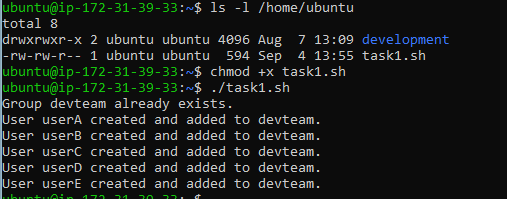 ubuntu@ip-172-31-39-33:~$ ls -l /home/ubuntu
total 8
drwxrwxr-x 2 ubuntu ubuntu 4096 Aug  7 13:09 development
-rw-rw-r-- 1 ubuntu ubuntu  594 Sep  4 13:55 task1.sh
ubuntu@ip-172-31-39-33:~$ chmod +x task1.sh
ubuntu@ip-172-31-39-33:~$ ./task1.sh
Group devteam already exists.
User userA created and added to devteam.
User userB created and added to devteam.
User userC created and added to devteam.
User userD created and added to devteam.
User userE created and added to devteam.
ubuntu@ip-172-31-39-33:~$